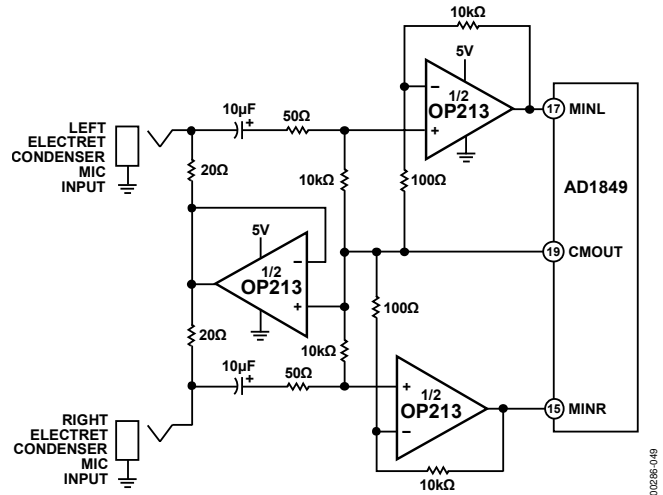 10kΩ
5V
–
1/2
OP213
+
17 MINL
10µF
+
50Ω
LEFT
ELECTRET
CONDENSER
MIC
INPUT
20Ω
10kΩ
100Ω
AD1849
5V
–
1/2
OP213
+
19 CMOUT
100Ω
20Ω
10kΩ
10µF
+
50Ω
+
1/2
OP213
–
15 MINR
RIGHT
ELECTRET
CONDENSER
MIC
INPUT
10kΩ
00286-049